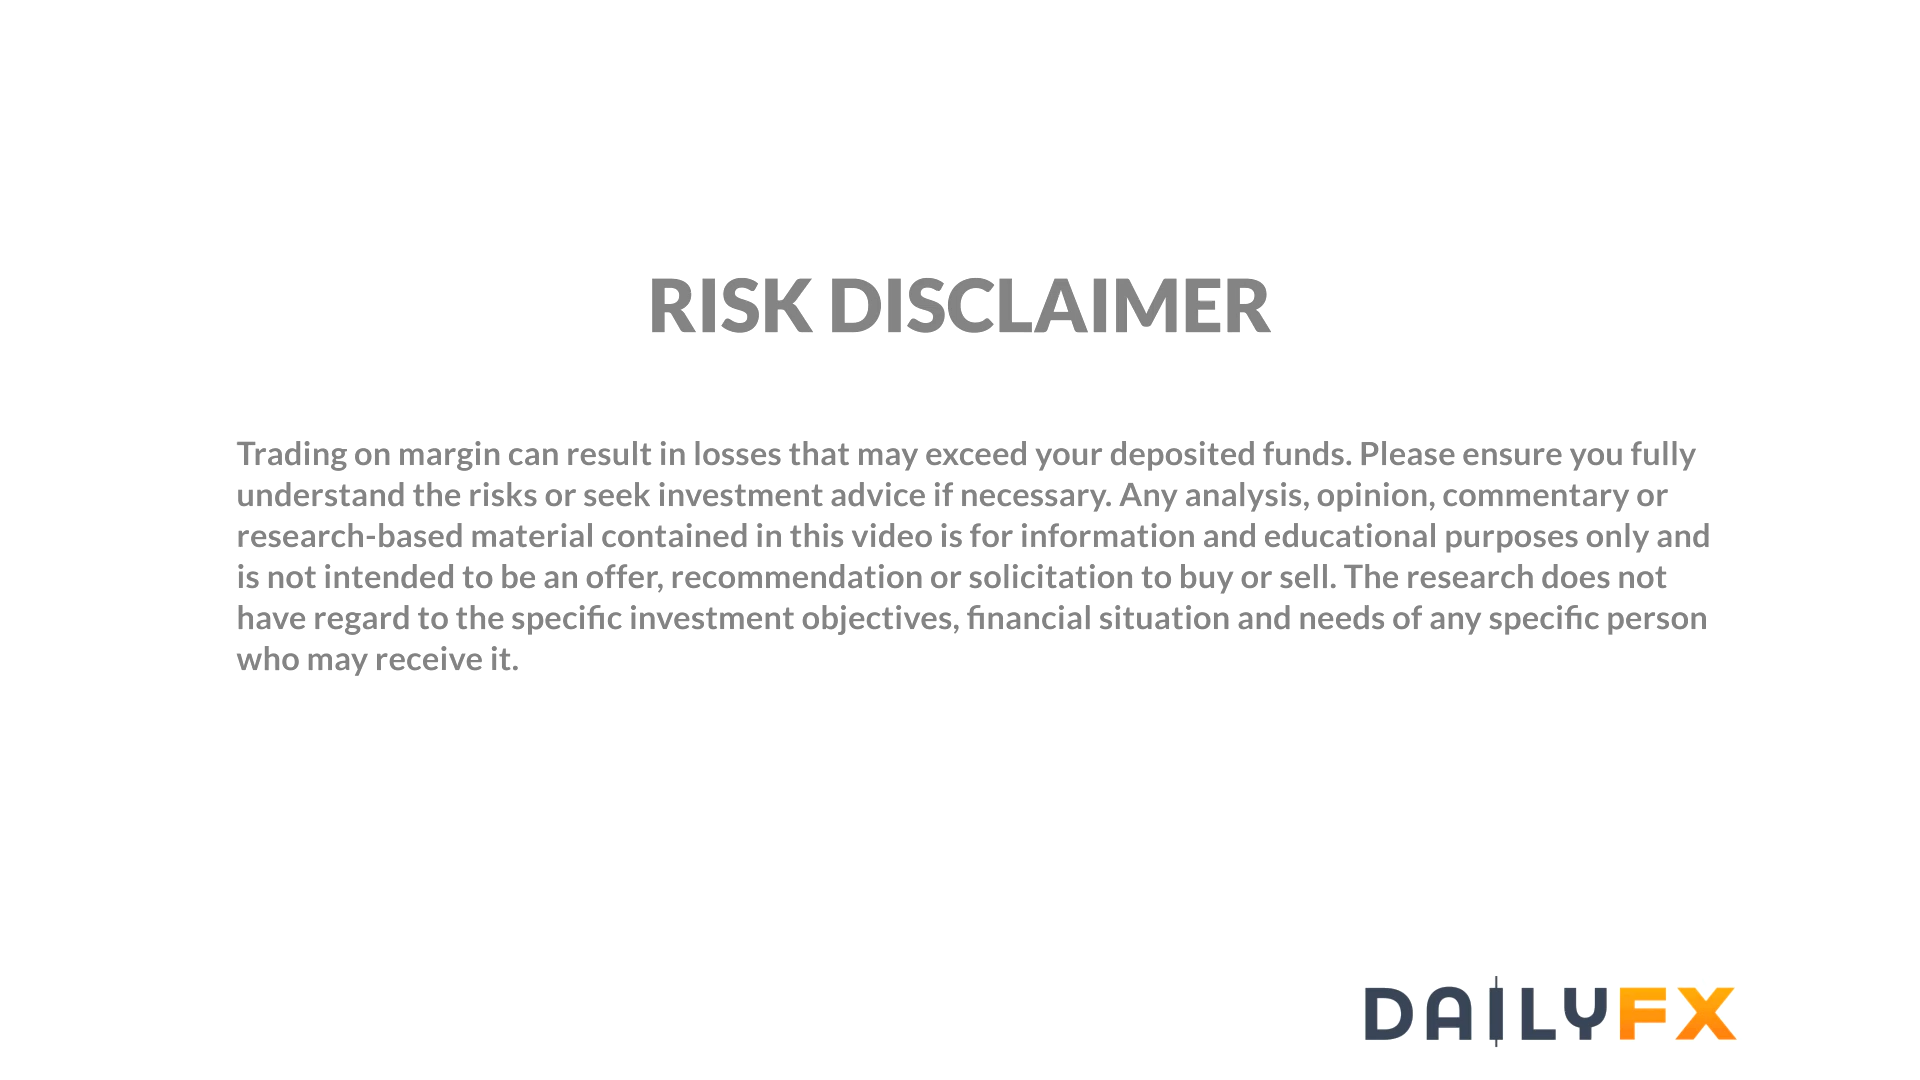 RISK DISCLAIMER
Trading on margin can result in losses that may exceed your deposited funds. Please ensure you fully
understand the risks or seek investment advice if necessary. Any analysis, opinion, commentary or
research-based material contained in this video is for information and educational purposes only and
is not intended to be an offer, recommendation or solicitation to buy or sell. The research does not
have regard to the specific investment objectives, financial situation and needs of any specific person
who may receive it.
DAILYFX